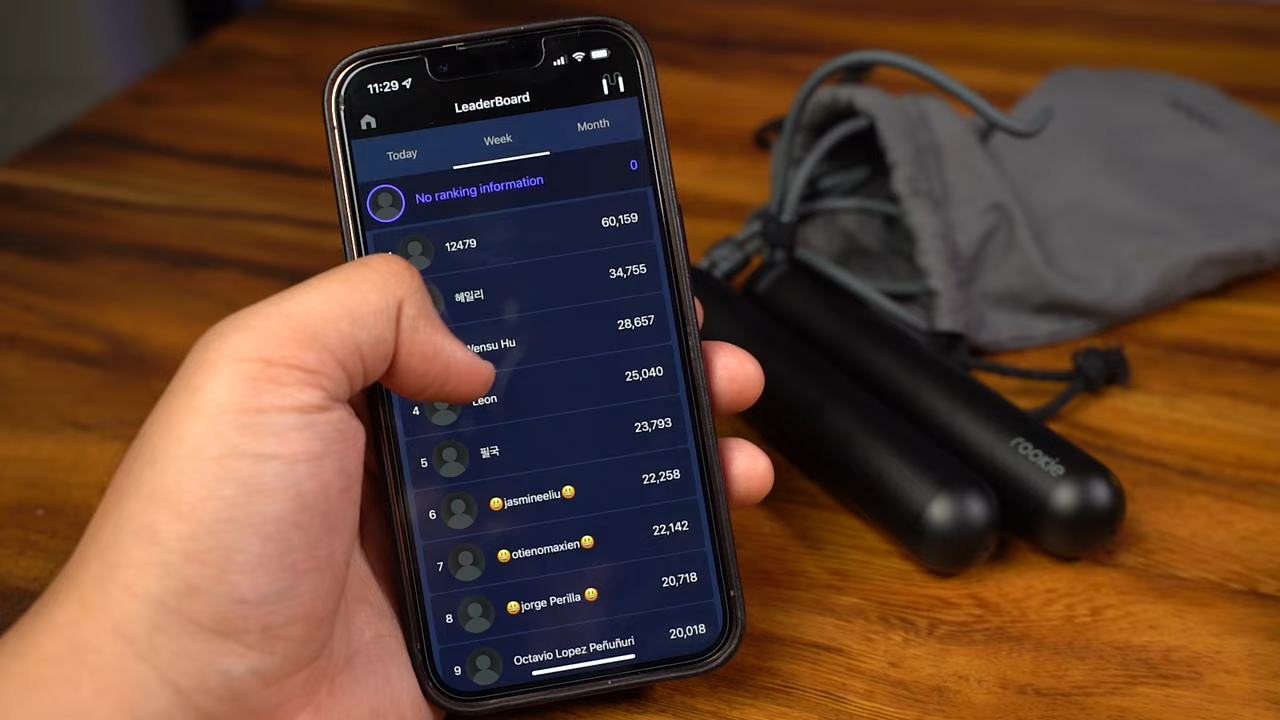 11:29
LeaderBoard
Today Week Month
No ranking information 0
12479 60,159
헤일리 34,755
Wensu Hu 28,657
4 Leon 25,040
5 필국 23,793
6 😃jasmineeliu😃 22,258
7 😃otienomaxien😃 22,142
8 😃jorge Perilla 😃 20,718
9 Octavio Lopez Peñuñuri 20,018
rookie